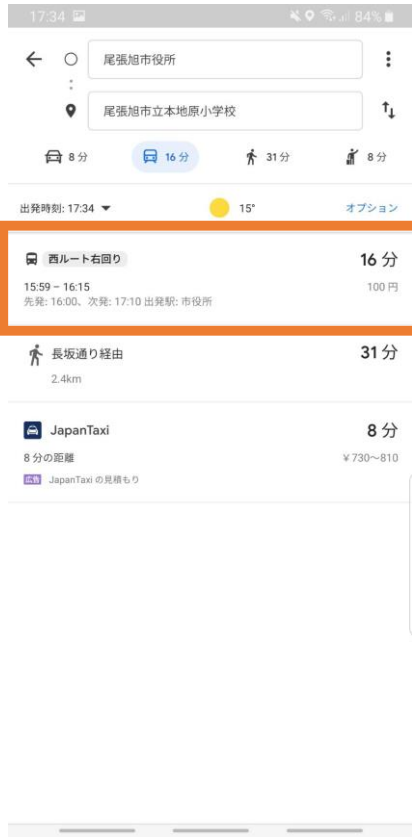 17:34 84%
尾張旭市役所
尾張旭市立本地原小学校
8 分 16 分 31 分 8 分
出発時刻: 17:34 15° オプション
西ルート右回り 16 分
15:59 – 16:15 100 円
先発: 16:00、次発: 17:10 出発駅: 市役所
長坂通り経由 31 分
2.4km
JapanTaxi 8 分
8 分の距離 ¥730～810
広告 JapanTaxi の見積もり